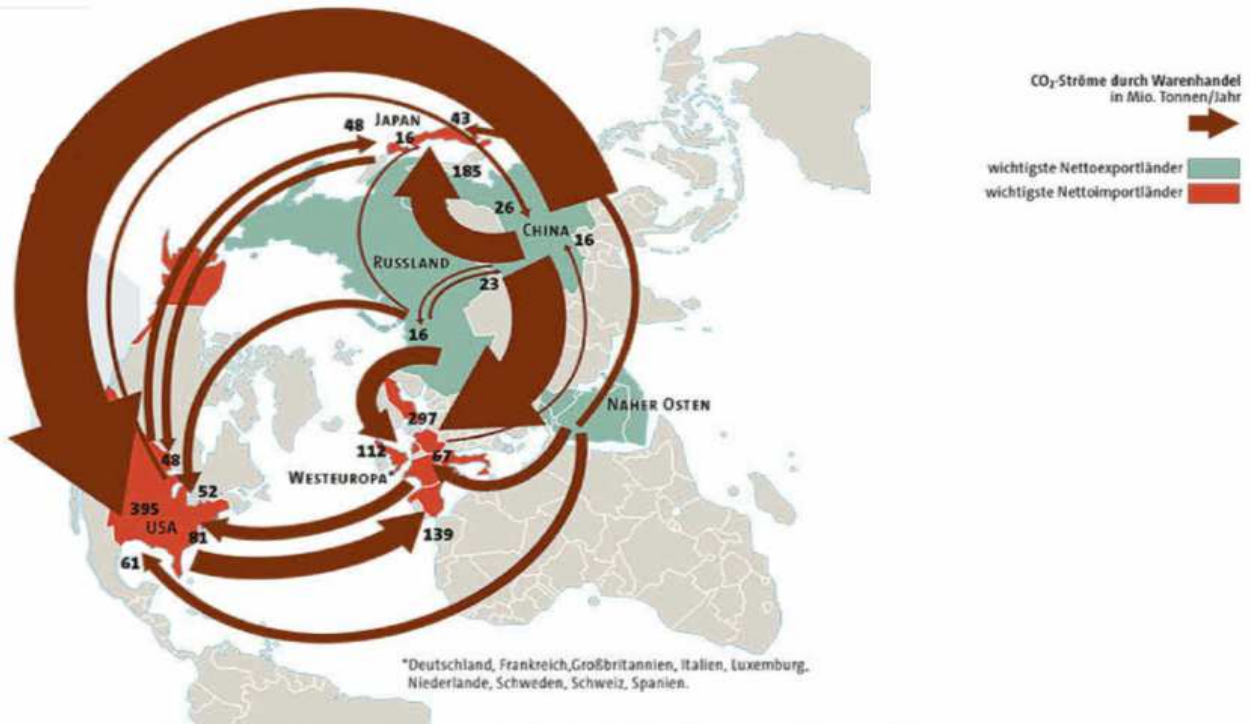 CO₂-Ströme durch Warenhandel
in Mio. Tonnen/Jahr
wichtigste Nettoexportländer
wichtigste Nettoimportländer
JAPAN
48
16
43
185
26
CHINA
16
RUSSLAND
23
16
NAHER OSTEN
297
112
67
WESTEUROPA*
48
52
395
USA
81
139
61
*Deutschland, Frankreich,Großbritannien, Italien, Luxemburg,
Niederlande, Schweden, Schweiz, Spanien.